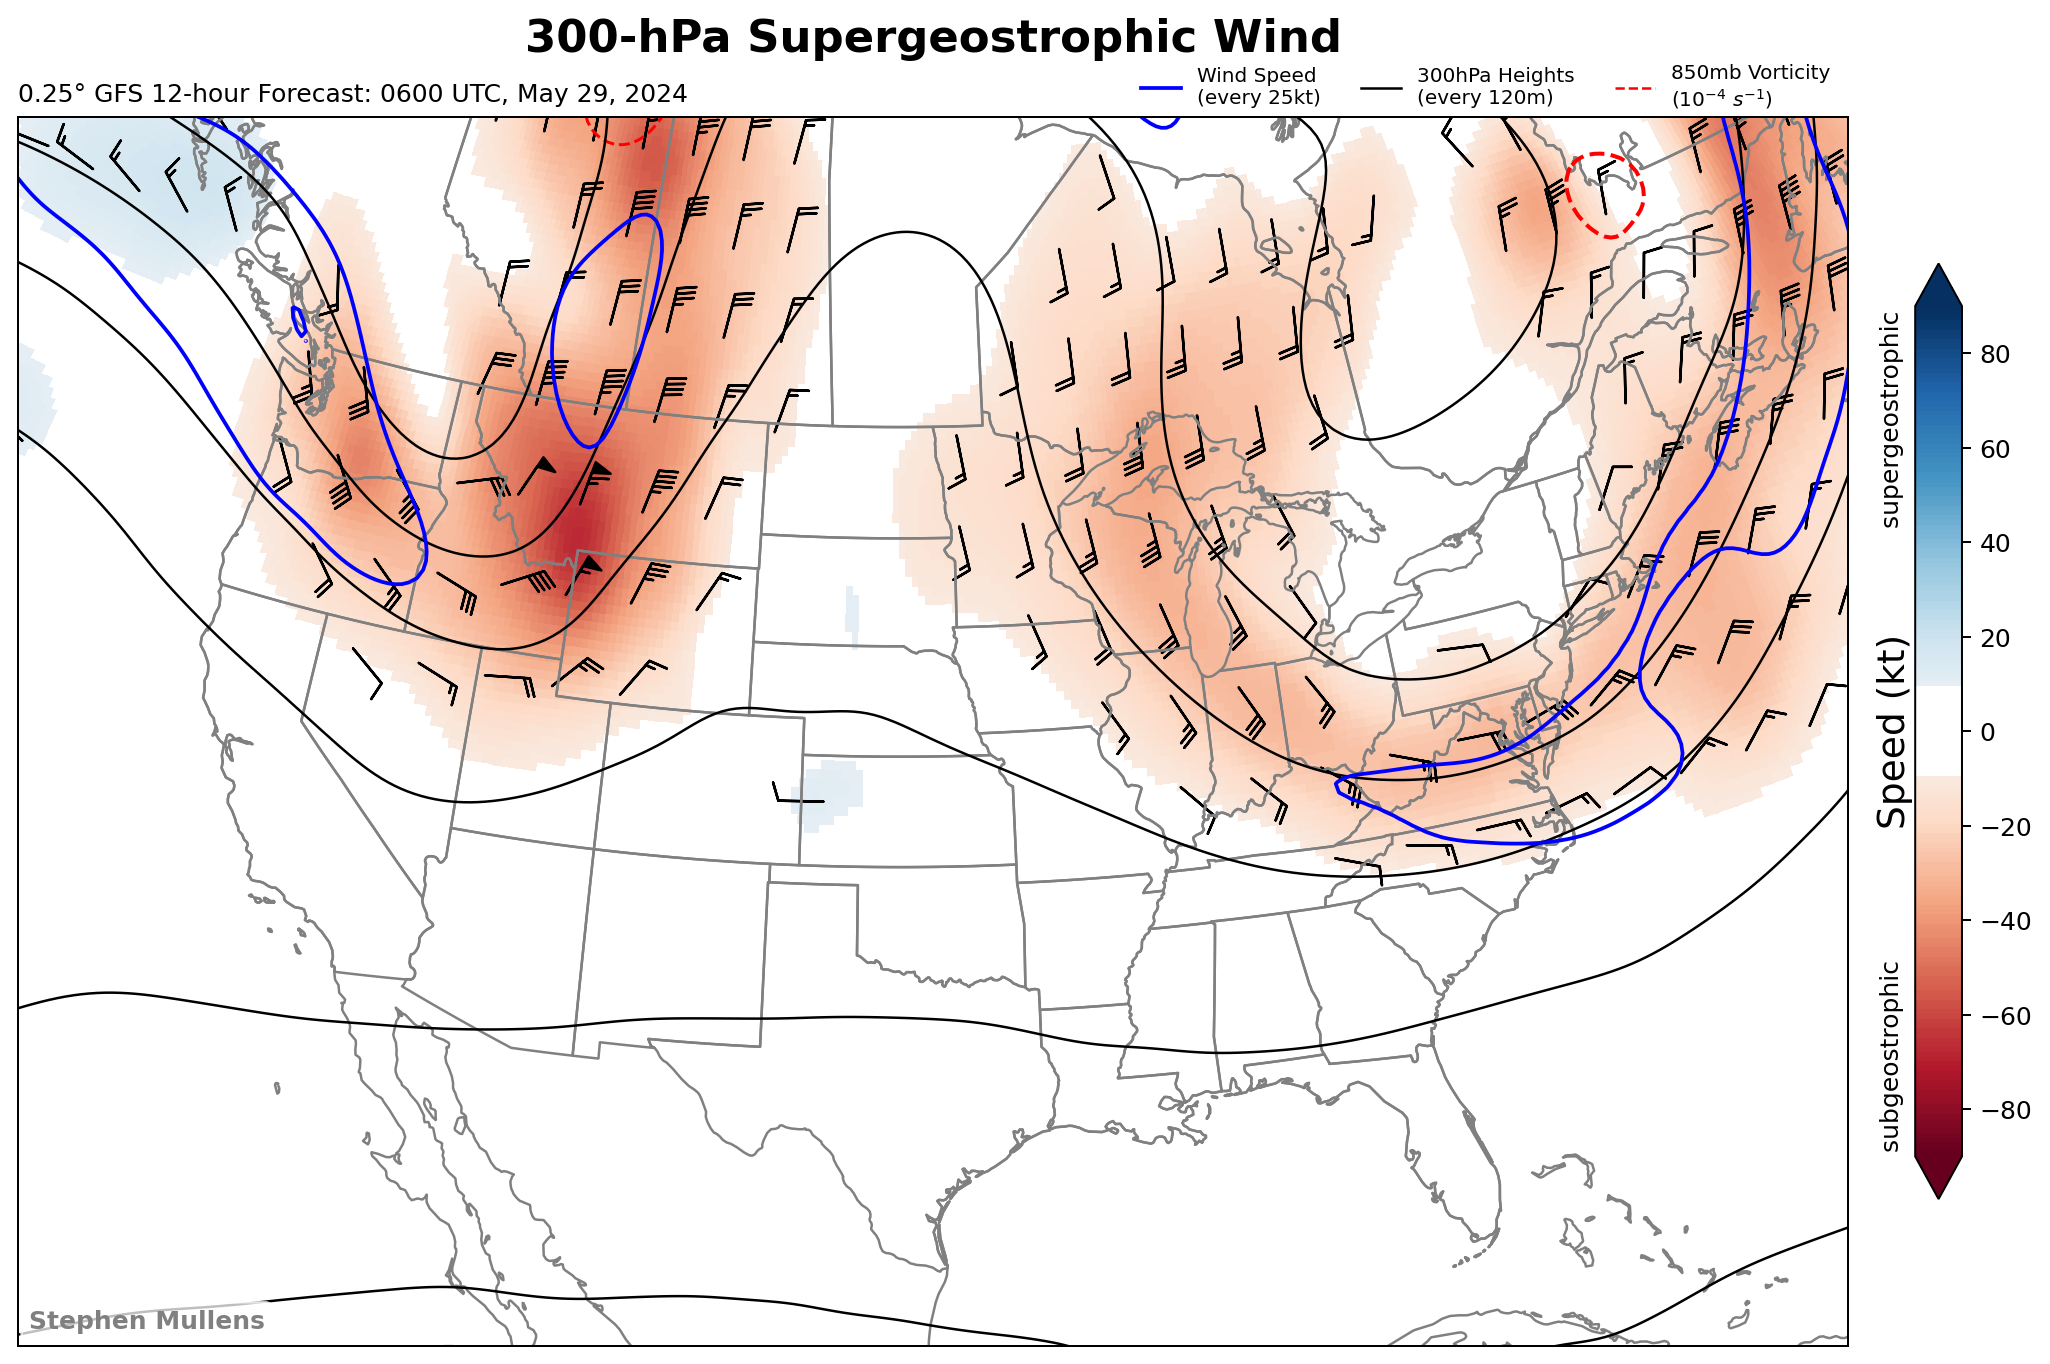 300-hPa Supergeostrophic Wind
0.25° GFS 12-hour Forecast: 0600 UTC, May 29, 2024
Wind Speed
(every 25kt)
300hPa Heights
(every 120m)
850mb Vorticity
(10⁻⁴ s⁻¹)
supergeostrophic
Speed (kt)
subgeostrophic
80
60
40
20
0
−20
−40
−60
−80
Stephen Mullens